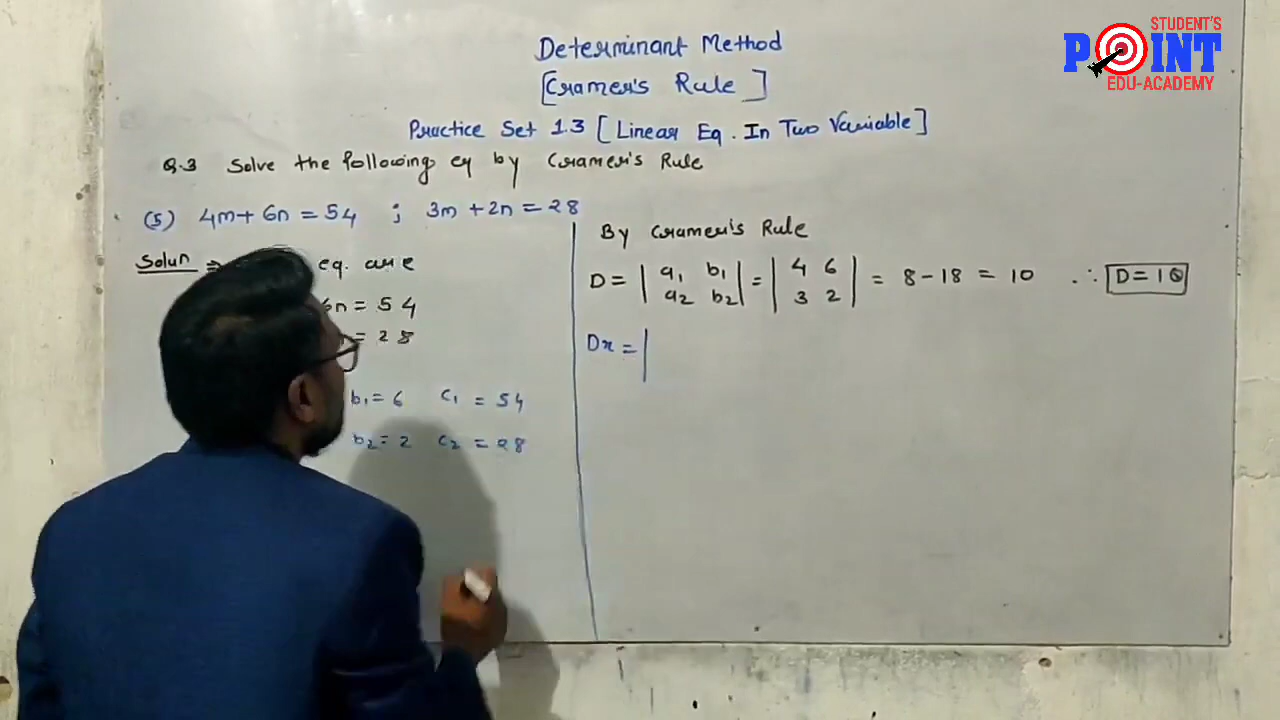 STUDENT'S
POINT
EDU-ACADEMY
Determinant Method
[Cramer's Rule]
Practice Set 1.3 [Linear Eq. In Two Variable]
Q.3 Solve the following eq by Cramer's Rule
(5) 4m+6n=54 ; 3m+2n=28
Solun ⇒ eq. are
6n = 54
= 28
b₁=6 c₁ = 54
b₂=2 c₂ = 28
By Cramer's Rule
D = | a₁ b₁ | = | 4 6 | = 8-18 = 10 ∴ D=10
| a₂ b₂ | | 3 2 |
Dx = |